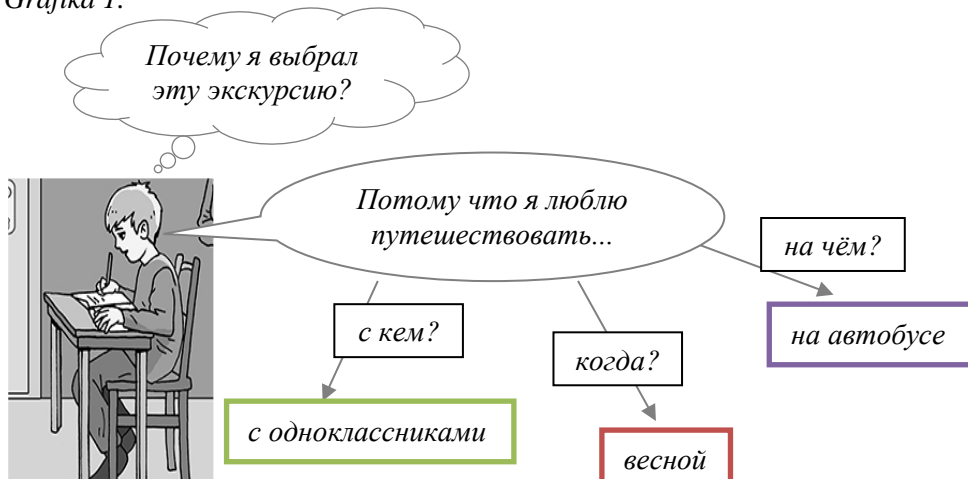 Grafika 1.
Почему я выбрал
эту экскурсию?
Потому что я люблю
путешествовать...
на чём?
на автобусе
с кем?
когда?
с одноклассниками
весной